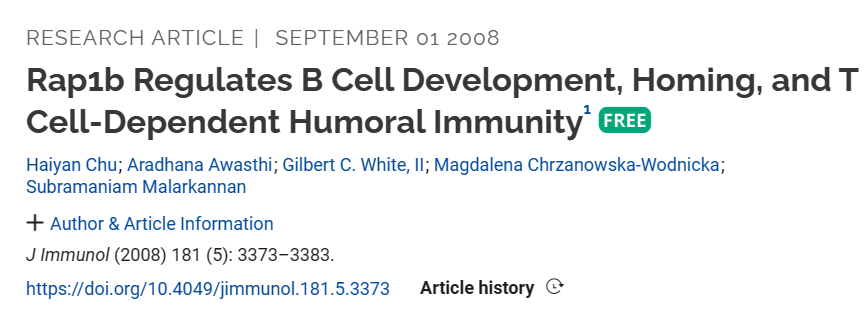 RESEARCH ARTICLE | SEPTEMBER 01 2008
Rap1b Regulates B Cell Development, Homing, and T
Cell-Dependent Humoral Immunity1 FREE
Haiyan Chu; Aradhana Awasthi; Gilbert C. White, II; Magdalena Chrzanowska-Wodnicka;
Subramaniam Malarkannan
+ Author & Article Information
J Immunol (2008) 181 (5): 3373–3383.
https://doi.org/10.4049/jimmunol.181.5.3373 Article history